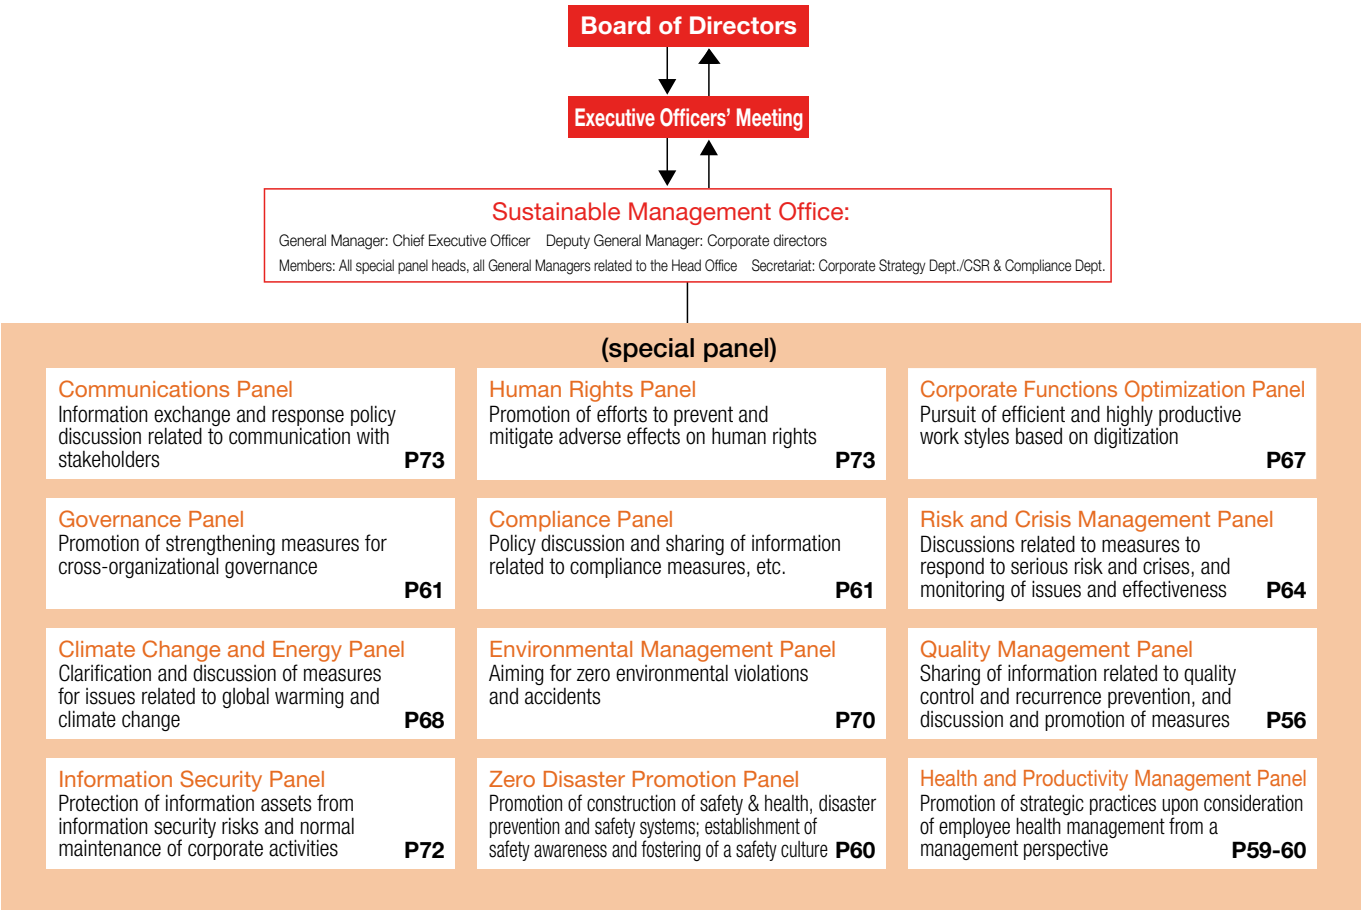 Board of Directors
Executive Officers' Meeting
Sustainable Management Office:
General Manager: Chief Executive Officer Deputy General Manager: Corporate directors
Members: All special panel heads, all General Managers related to the Head Office Secretariat: Corporate Strategy Dept./CSR & Compliance Dept.
(special panel)
Communications Panel
Information exchange and response policy
discussion related to communication with
stakeholders
P73
Human Rights Panel
Promotion of efforts to prevent and
mitigate adverse effects on human rights
P73
Corporate Functions Optimization Panel
Pursuit of efficient and highly productive
work styles based on digitization
P67
Governance Panel
Promotion of strengthening measures for
cross-organizational governance
P61
Compliance Panel
Policy discussion and sharing of information
related to compliance measures, etc.
P61
Risk and Crisis Management Panel
Discussions related to measures to
respond to serious risk and crises, and
monitoring of issues and effectiveness
P64
Climate Change and Energy Panel
Clarification and discussion of measures
for issues related to global warming and
climate change
P68
Environmental Management Panel
Aiming for zero environmental violations
and accidents
P70
Quality Management Panel
Sharing of information related to quality
control and recurrence prevention, and
discussion and promotion of measures
P56
Information Security Panel
Protection of information assets from
information security risks and normal
maintenance of corporate activities
P72
Zero Disaster Promotion Panel
Promotion of construction of safety & health, disaster
prevention and safety systems; establishment of
safety awareness and fostering of a safety culture
P60
Health and Productivity Management Panel
Promotion of strategic practices upon consideration
of employee health management from a
management perspective
P59-60